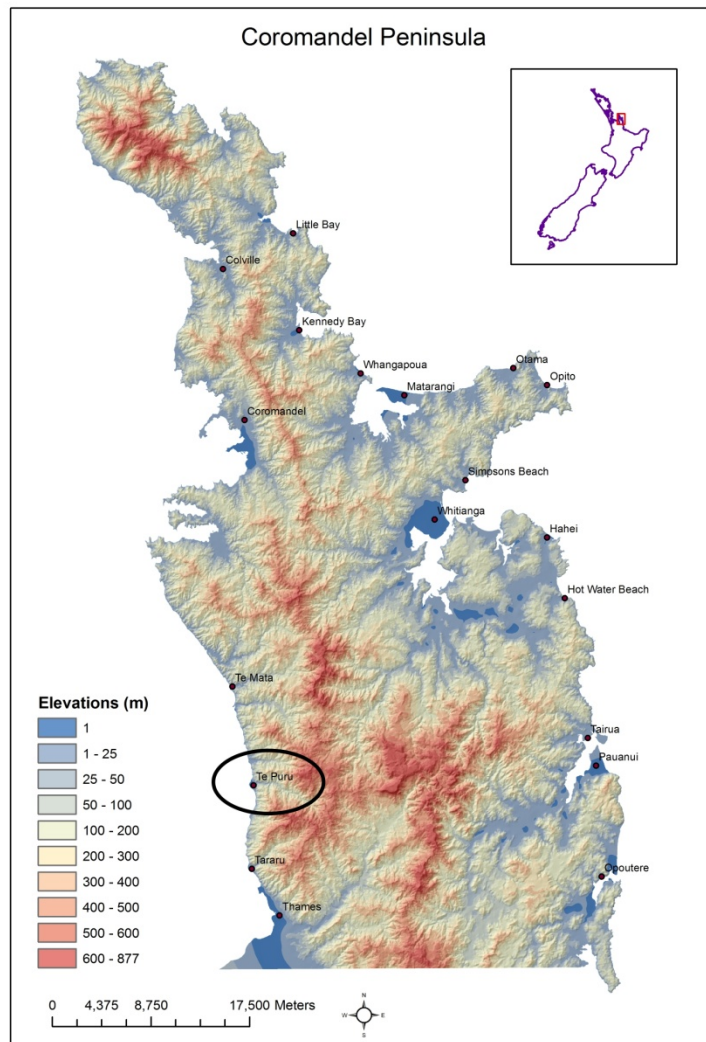 Coromandel Peninsula
Little Bay
Colville
Kennedy Bay
Whangapoua
Otama
Opito
Matarangi
Coromandel
Simpsons Beach
Whitianga
Hahei
Hot Water Beach
Te Mata
Tairua
Pauanui
Te Puru
Tararu
Opoutere
Thames
Elevations (m)
1
1 - 25
25 - 50
50 - 100
100 - 200
200 - 300
300 - 400
400 - 500
500 - 600
600 - 877
0 4,375 8,750 17,500 Meters
N
W E
S